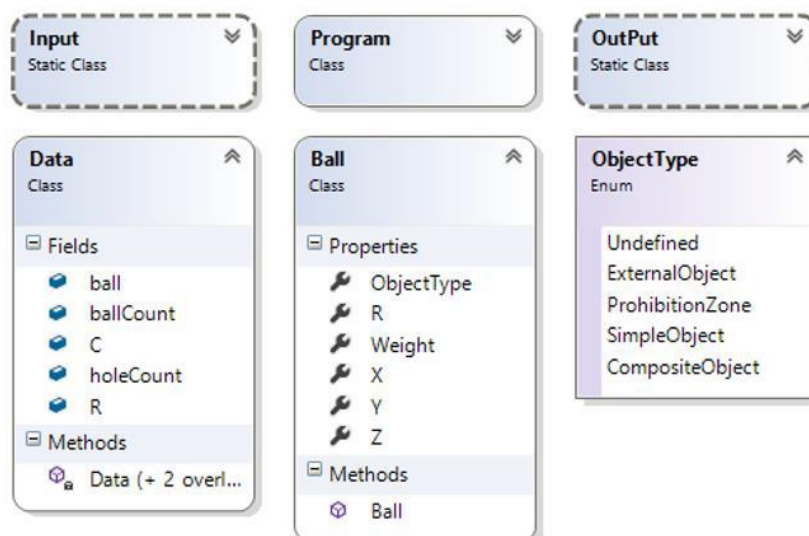 Input
Static Class
Program
Class
OutPut
Static Class
Data
Class
Fields
ball
ballCount
C
holeCount
R
Methods
Data (+ 2 overl...
Ball
Class
Properties
ObjectType
R
Weight
X
Y
Z
Methods
Ball
ObjectType
Enum
Undefined
ExternalObject
ProhibitionZone
SimpleObject
CompositeObject